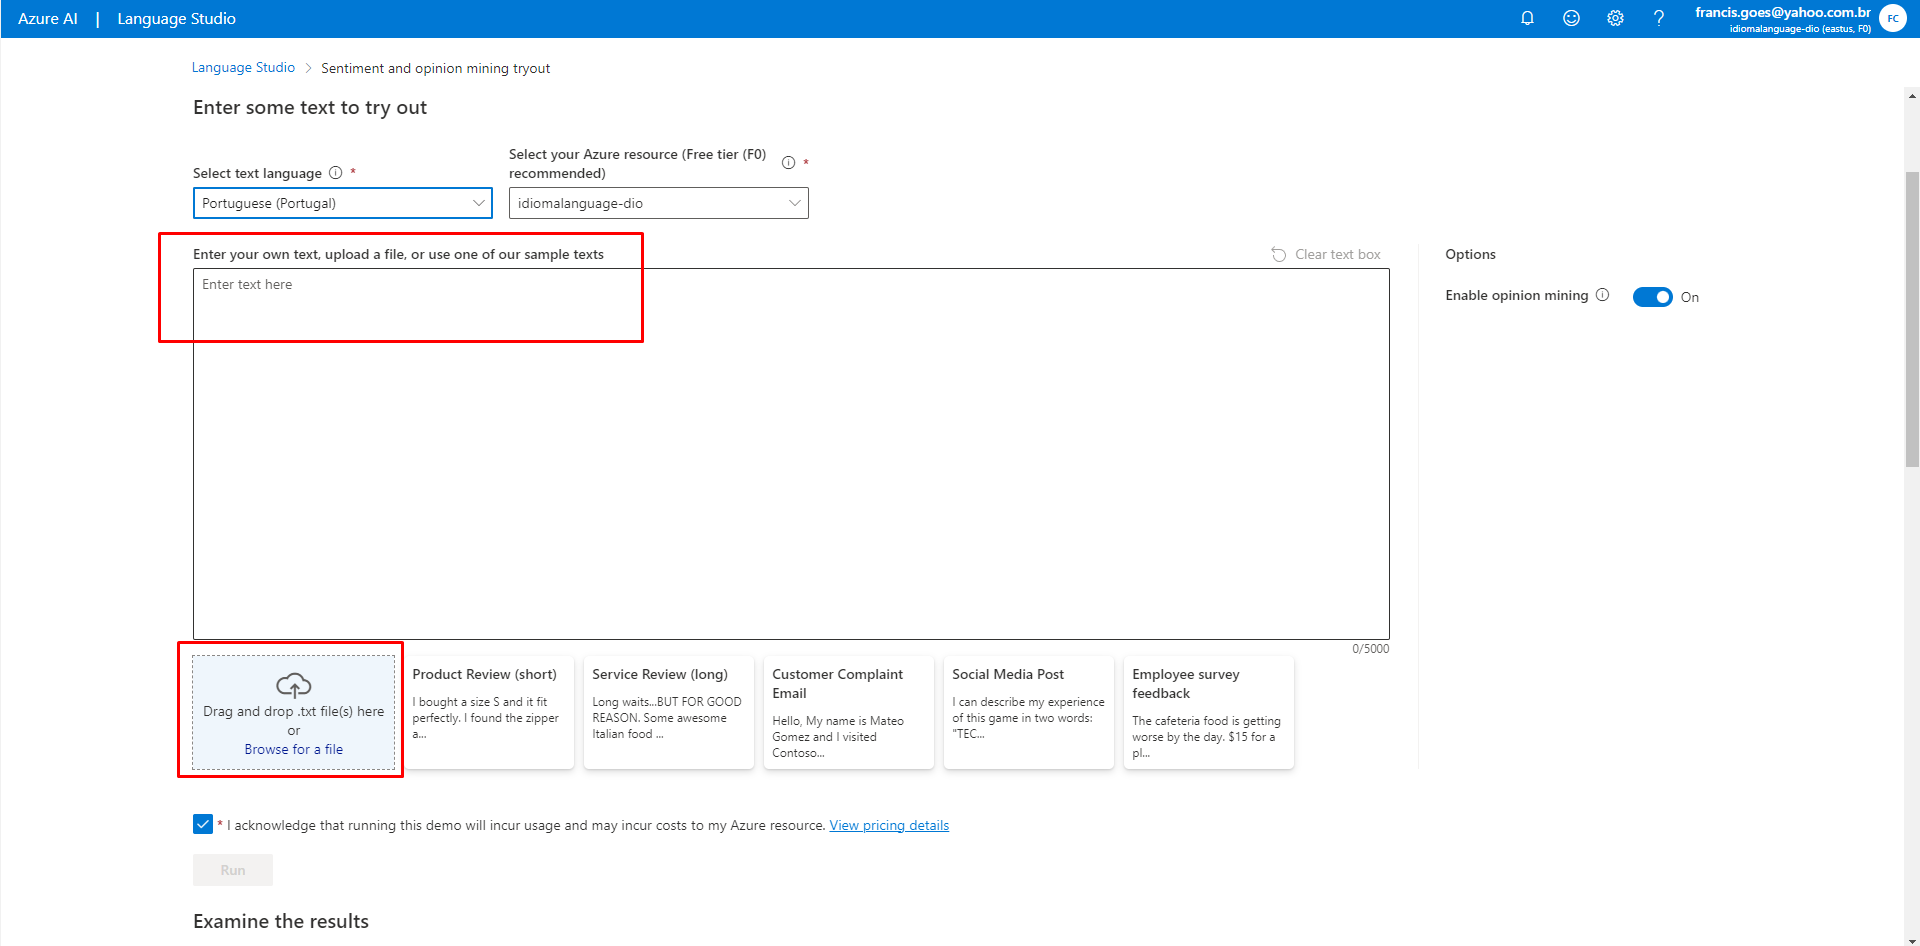 Azure AI | Language Studio
francis.goes@yahoo.com.br
idiomalanguage-dio (eastus, F0)
FC
Language Studio > Sentiment and opinion mining tryout
Enter some text to try out
Select text language *
Portuguese (Portugal)
Select your Azure resource (Free tier (F0)
recommended) *
idiomalanguage-dio
Enter your own text, upload a file, or use one of our sample texts
Clear text box
Enter text here
0/5000
Options
Enable opinion mining
On
Drag and drop .txt file(s) here
or
Browse for a file
Product Review (short)
I bought a size S and it fit
perfectly. I found the zipper
a...
Service Review (long)
Long waits...BUT FOR GOOD
REASON. Some awesome
Italian food ...
Customer Complaint
Email
Hello, My name is Mateo
Gomez and I visited
Contoso...
Social Media Post
I can describe my experience
of this game in two words:
"TEC...
Employee survey
feedback
The cafeteria food is getting
worse by the day. $15 for a
pl...
* I acknowledge that running this demo will incur usage and may incur costs to my Azure resource. View pricing details
Run
Examine the results